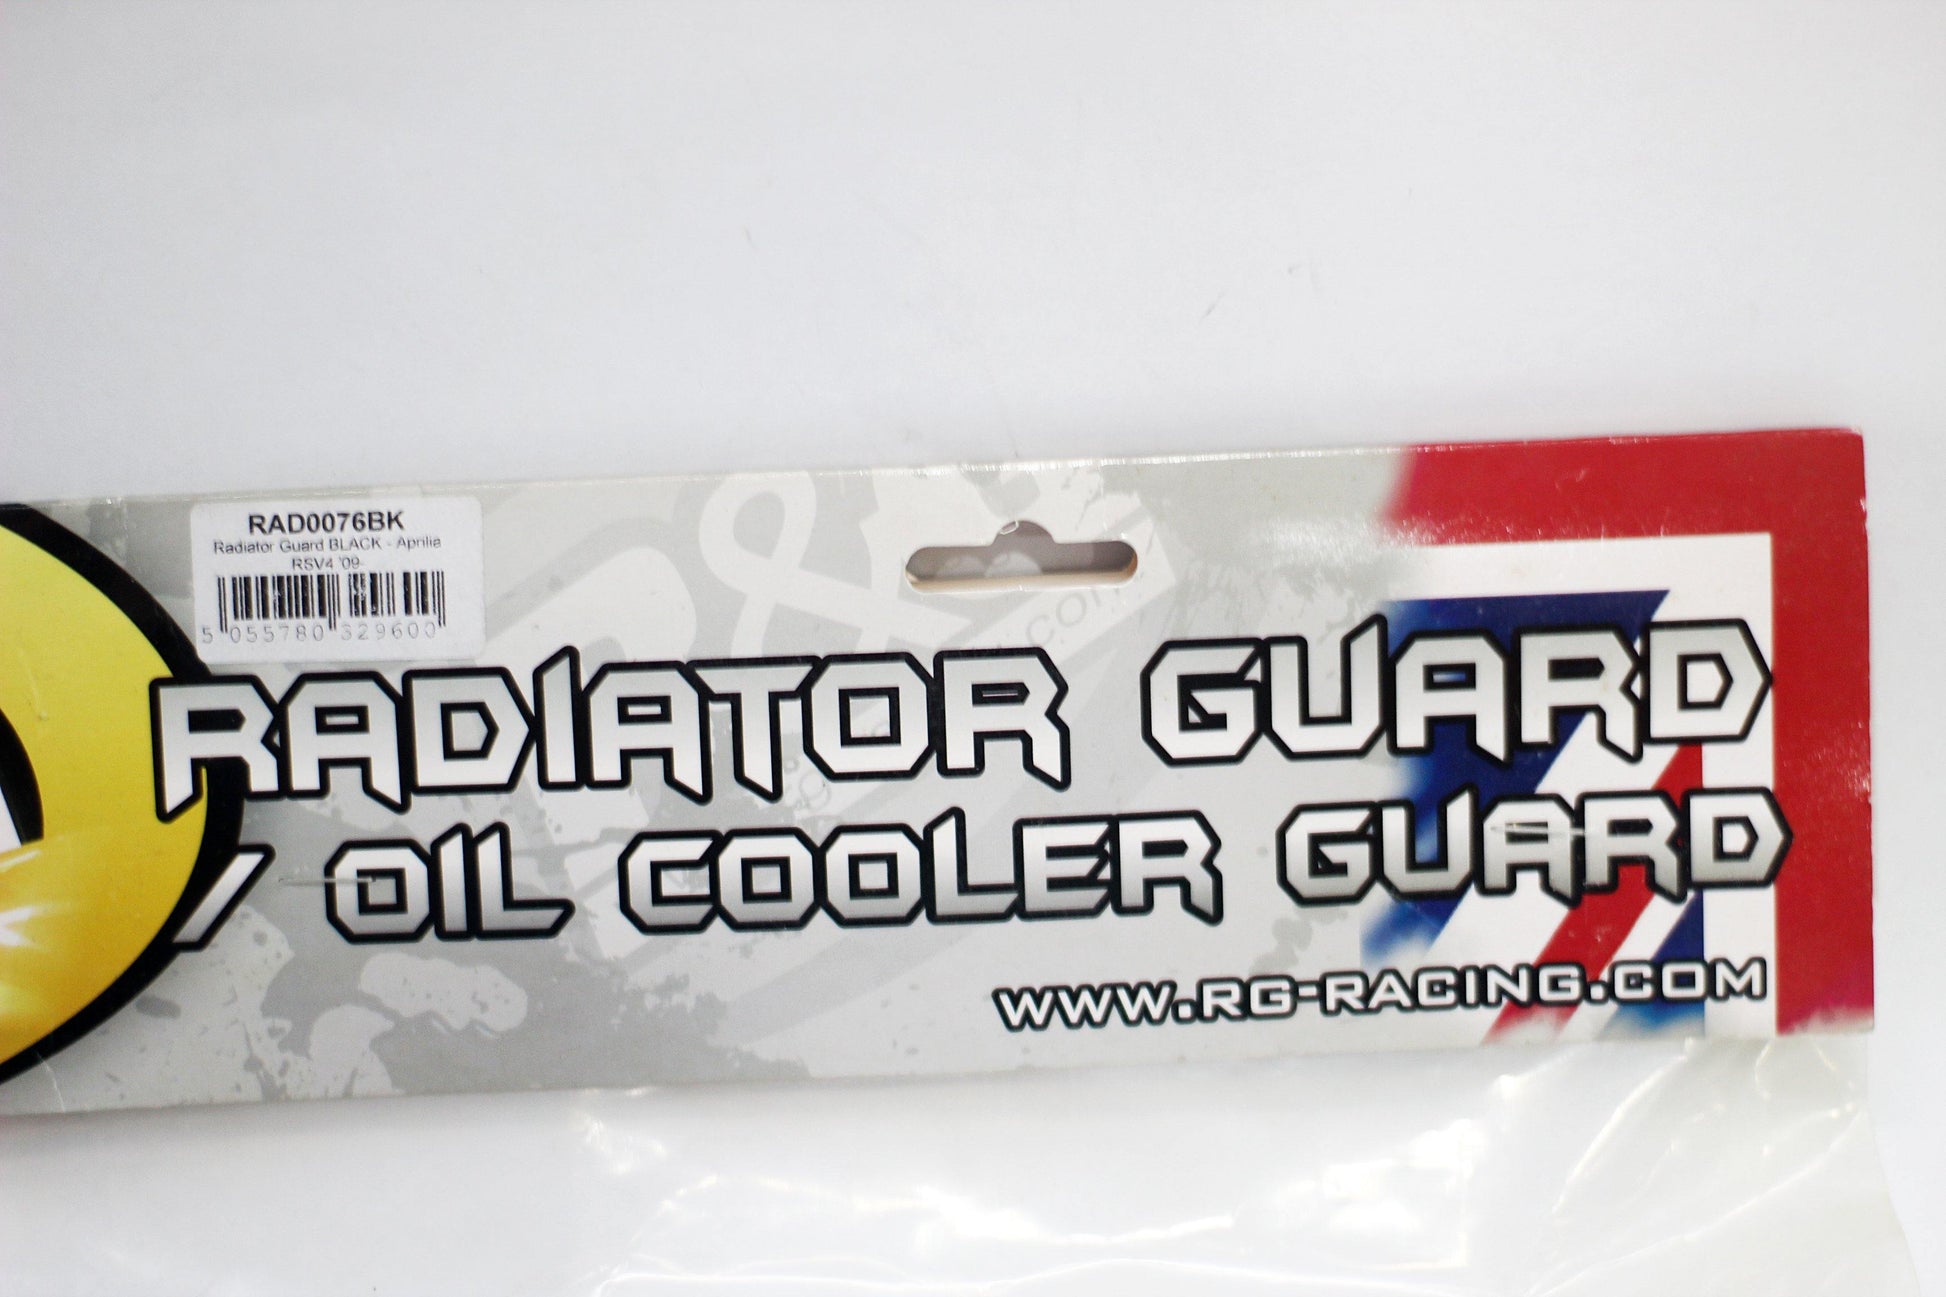 RAD0076BK
Radiator Guard BLACK - Aprilia
RSV4 '09-
5 055780 329600
RADIATOR GUARD
/ OIL COOLER GUARD
WWW.RG-RACING.COM